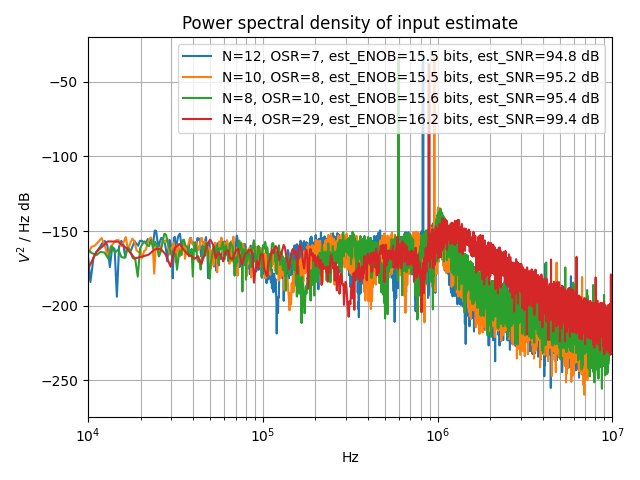 Power spectral density of input estimate
N=12, OSR=7, est_ENOB=15.5 bits, est_SNR=94.8 dB
N=10, OSR=8, est_ENOB=15.5 bits, est_SNR=95.2 dB
N=8, OSR=10, est_ENOB=15.6 bits, est_SNR=95.4 dB
N=4, OSR=29, est_ENOB=16.2 bits, est_SNR=99.4 dB
V² / Hz dB
−50
−100
−150
−200
−250
10⁴ 10⁵ 10⁶ 10⁷
Hz